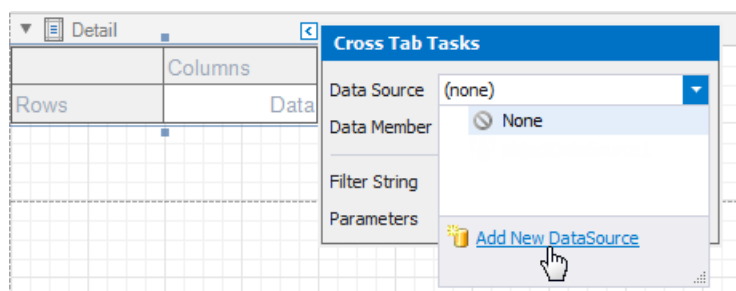 Detail
Cross Tab Tasks
Columns
Rows
Data
Data Source
(none)
None
Data Member
Filter String
Parameters
Add New DataSource